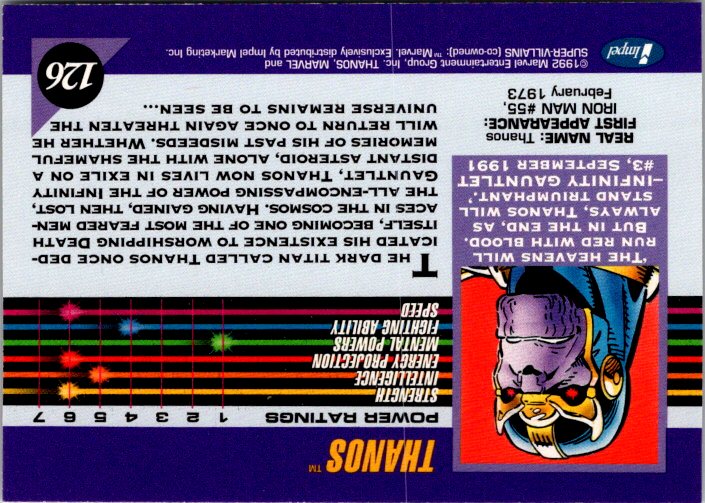 THANOS™
POWER RATINGS 1 2 3 4 5 6 7
STRENGTH
INTELLIGENCE
ENERGY PROJECTION
MENTAL POWERS
FIGHTING ABILITY
SPEED
"THE HEAVENS WILL
RUN RED WITH BLOOD.
BUT IN THE END, AS
ALWAYS, THANOS WILL
STAND TRIUMPHANT."
—INFINITY GAUNTLET
#3, SEPTEMBER 1991
REAL NAME: Thanos
FIRST APPEARANCE:
IRON MAN #55,
February 1973
THE DARK TITAN CALLED THANOS ONCE DED-
ICATED HIS EXISTENCE TO WORSHIPPING DEATH
ITSELF, BECOMING ONE OF THE MOST FEARED MEN-
ACES IN THE COSMOS. HAVING GAINED, THEN LOST,
THE ALL-ENCOMPASSING POWER OF THE INFINITY
GAUNTLET, THANOS NOW LIVES IN EXILE ON A
DISTANT ASTEROID, ALONE WITH THE SHAMEFUL
MEMORIES OF HIS PAST MISDEEDS. WHETHER HE
WILL RETURN TO ONCE AGAIN THREATEN THE
UNIVERSE REMAINS TO BE SEEN...
126
Impel
©1992 Marvel Entertainment Group, Inc. THANOS, MARVEL and
SUPER-VILLAINS (co-owned): ™Marvel. Exclusively distributed by Impel Marketing Inc.